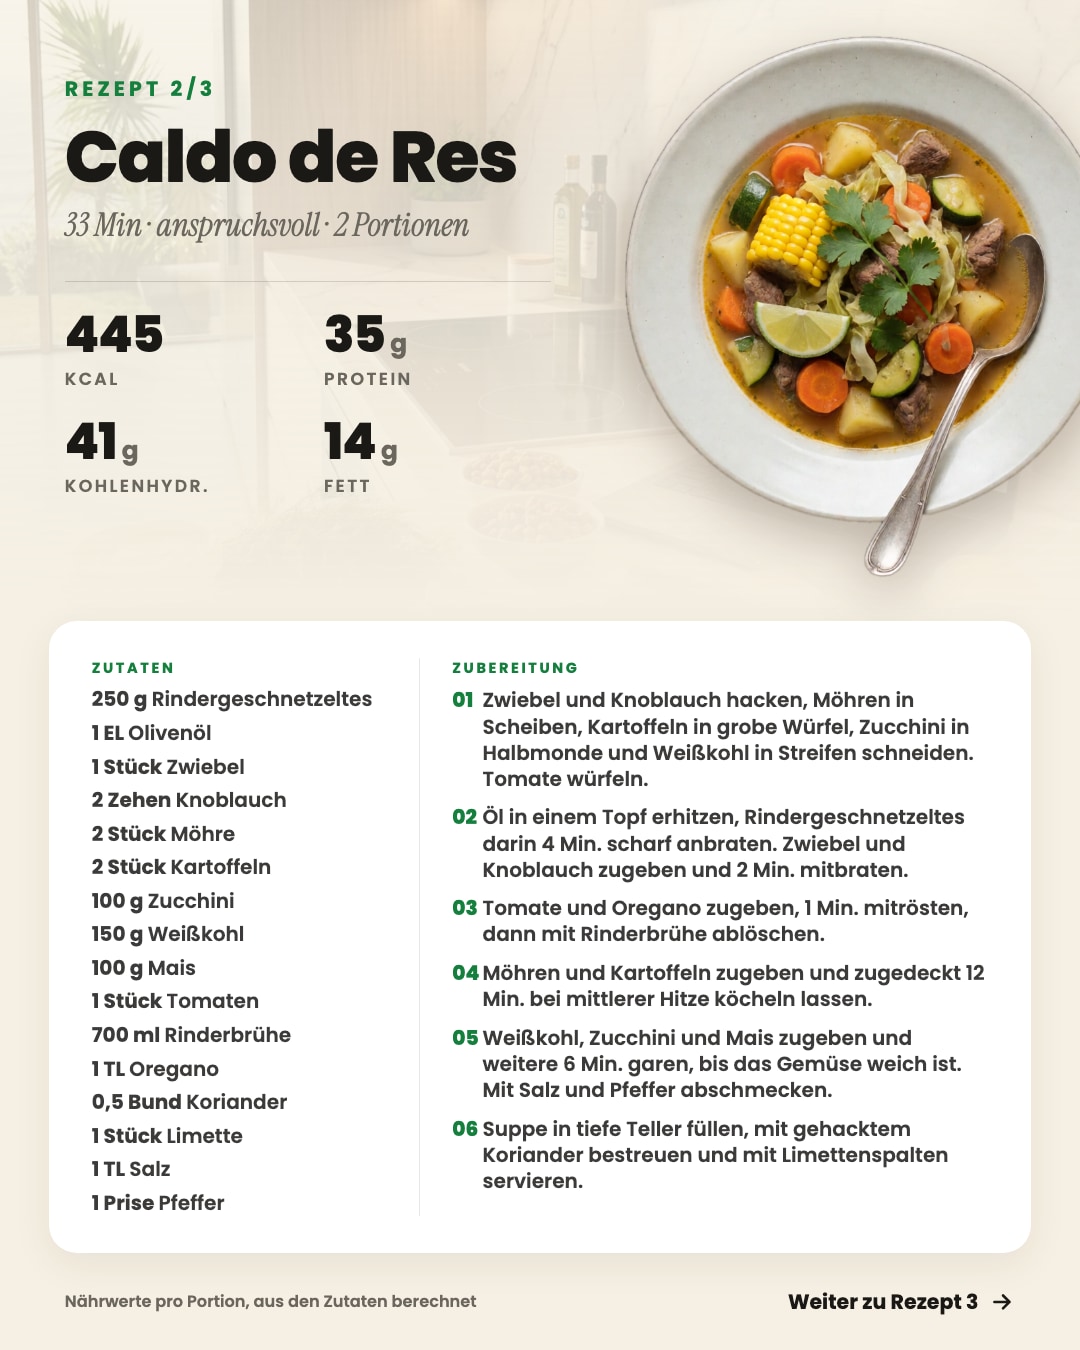 REZEPT 2/3
Caldo de Res
33 Min · anspruchsvoll · 2 Portionen
445
KCAL
35 g
PROTEIN
41 g
KOHLENHYDR.
14 g
FETT
ZUTATEN
250 g Rindergeschnetzeltes
1 EL Olivenöl
1 Stück Zwiebel
2 Zehen Knoblauch
2 Stück Möhre
2 Stück Kartoffeln
100 g Zucchini
150 g Weißkohl
100 g Mais
1 Stück Tomaten
700 ml Rinderbrühe
1 TL Oregano
0,5 Bund Koriander
1 Stück Limette
1 TL Salz
1 Prise Pfeffer
ZUBEREITUNG
01 Zwiebel und Knoblauch hacken, Möhren in
Scheiben, Kartoffeln in grobe Würfel, Zucchini in
Halbmonde und Weißkohl in Streifen schneiden.
Tomate würfeln.
02 Öl in einem Topf erhitzen, Rindergeschnetzeltes
darin 4 Min. scharf anbraten. Zwiebel und
Knoblauch zugeben und 2 Min. mitbraten.
03 Tomate und Oregano zugeben, 1 Min. mitrösten,
dann mit Rinderbrühe ablöschen.
04 Möhren und Kartoffeln zugeben und zugedeckt 12
Min. bei mittlerer Hitze köcheln lassen.
05 Weißkohl, Zucchini und Mais zugeben und
weitere 6 Min. garen, bis das Gemüse weich ist.
Mit Salz und Pfeffer abschmecken.
06 Suppe in tiefe Teller füllen, mit gehacktem
Koriander bestreuen und mit Limettenspalten
servieren.
Nährwerte pro Portion, aus den Zutaten berechnet
Weiter zu Rezept 3 →